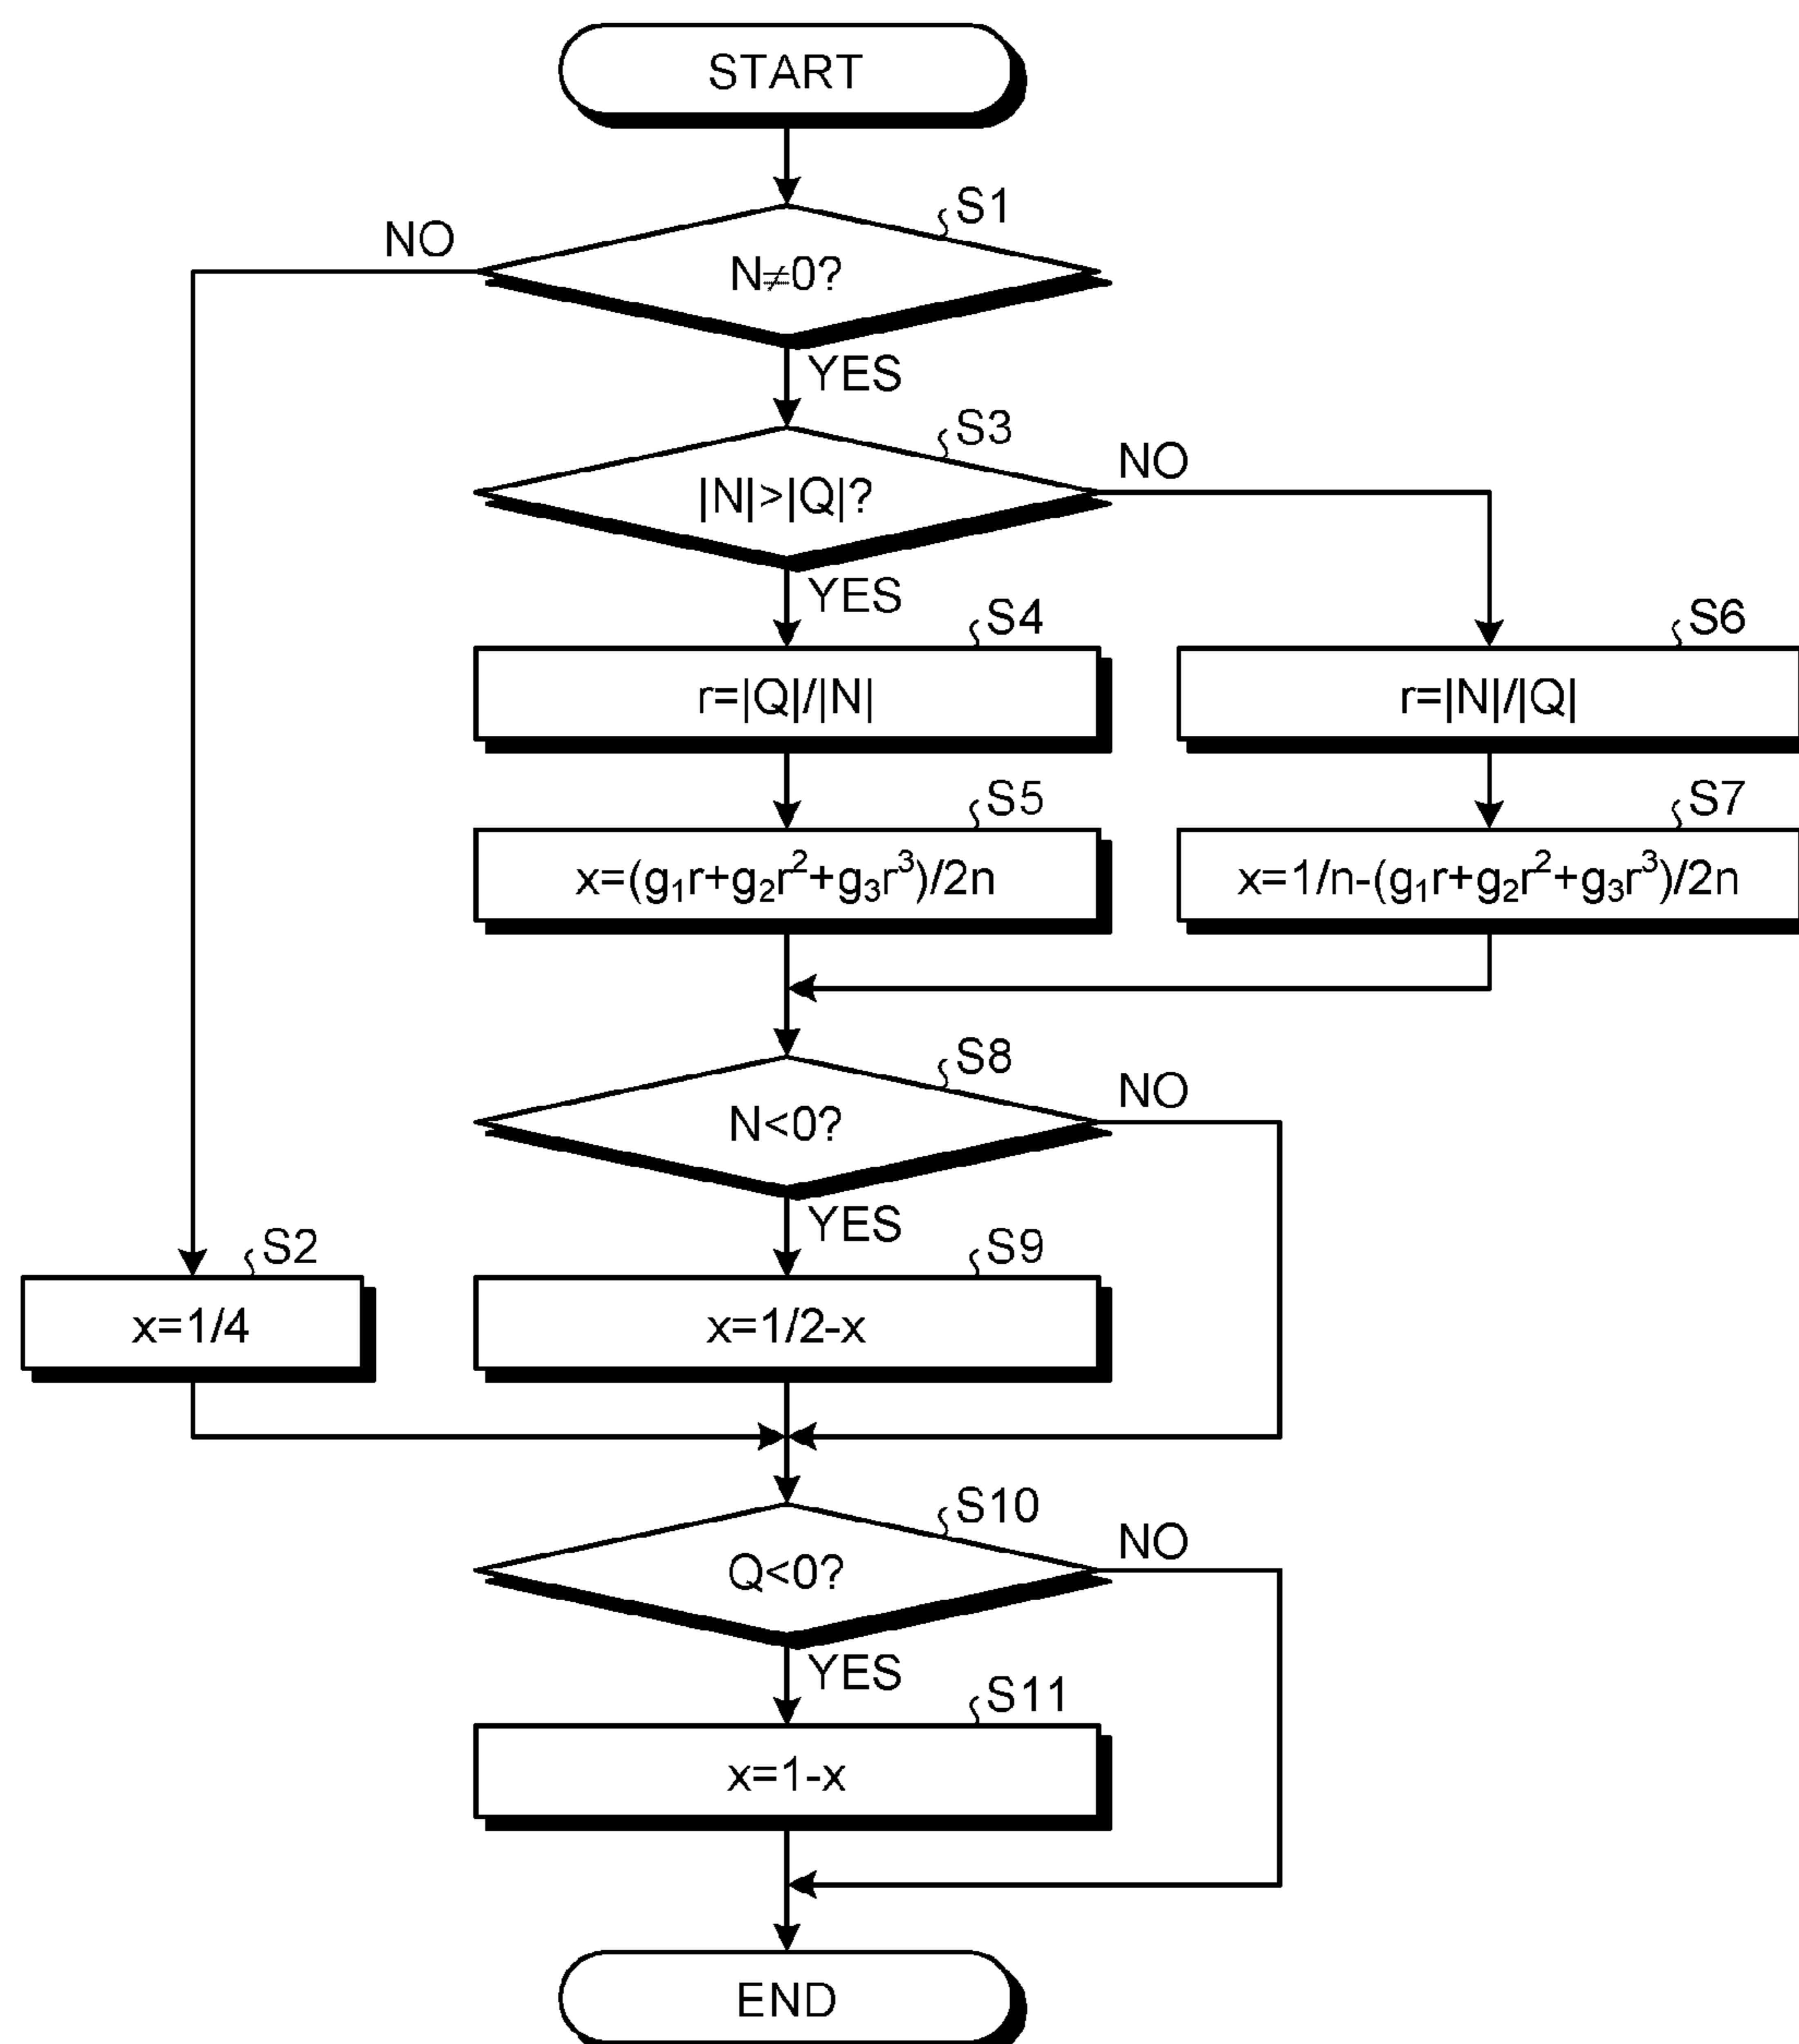 START
S1
NO
N≠0?
YES
S3
NO
|N|>|Q|?
YES
S4
S6
r=|Q|/|N|
r=|N|/|Q|
S5
S7
x=(g₁r+g₂r²+g₃r³)/2n
x=1/n-(g₁r+g₂r²+g₃r³)/2n
S8
NO
N<0?
YES
S2
S9
x=1/4
x=1/2-x
S10
NO
Q<0?
YES
S11
x=1-x
END